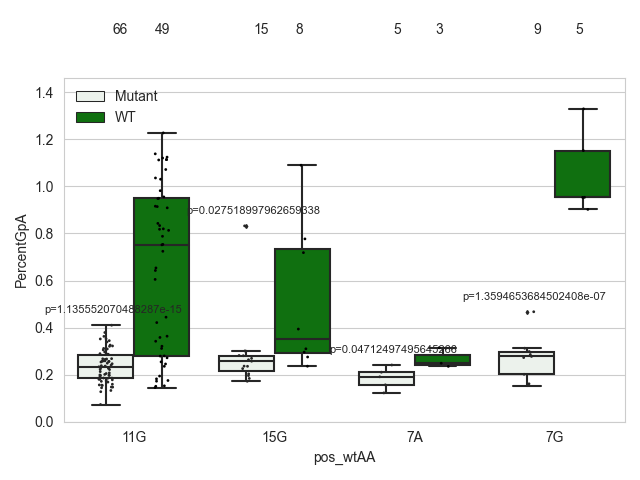 66 49 15 8 5 3 9 5
1.4
Mutant
WT
1.2
1.0
0.8
0.6
0.4
0.2
0.0
PercentGpA
p=1.135552070488287e-15
p=0.027518997962659338
p=0.04712497495645266
p=1.3594653684502408e-07
11G 15G 7A 7G
pos_wtAA